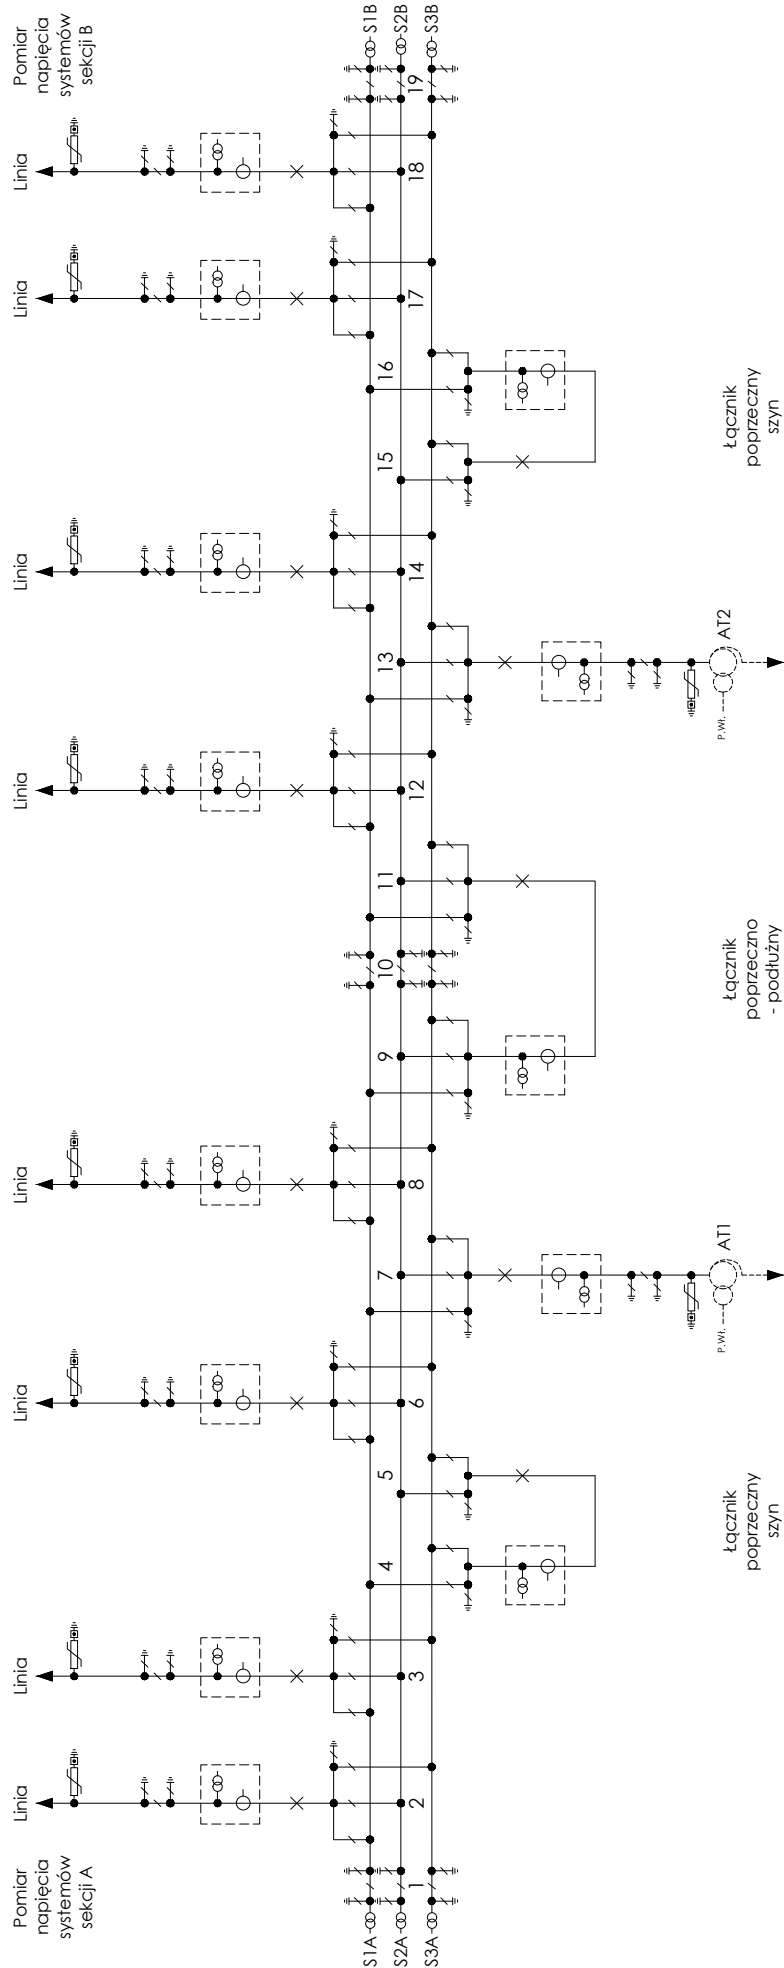 Pomiar
napięcia
systemów
sekcji A
Linia
Linia
Linia
Linia
Linia
Linia
Linia
Linia
Pomiar
napięcia
systemów
sekcji B
S1A
S2A
S3A
1
2
3
4
5
6
7
8
9
10
11
12
13
14
15
16
17
18
19
S1B
S2B
S3B
P.Wł.
AT1
P.Wł.
AT2
Łącznik
poprzeczny
szyn
Łącznik
poprzeczno
- podłużny
Łącznik
poprzeczny
szyn